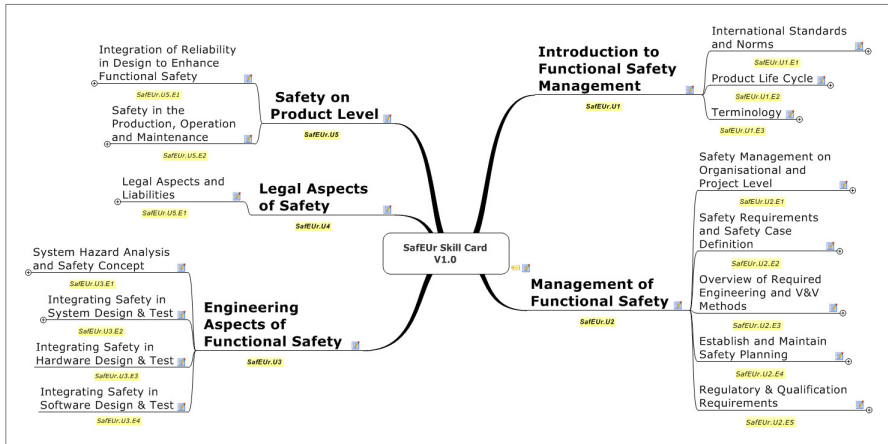 SafEUr Skill Card
V1.0
Introduction to
Functional Safety
Management
SafEUr.U1
International Standards
and Norms
SafEUr.U1.E1
Product Life Cycle
SafEUr.U1.E2
Terminology
SafEUr.U1.E3
Management of
Functional Safety
SafEUr.U2
Safety Management on
Organisational and
Project Level
SafEUr.U2.E1
Safety Requirements
and Safety Case
Definition
SafEUr.U2.E2
Overview of Required
Engineering and V&V
Methods
SafEUr.U2.E3
Establish and Maintain
Safety Planning
SafEUr.U2.E4
Regulatory & Qualification
Requirements
SafEUr.U2.E5
Engineering
Aspects of
Functional Safety
SafEUr.U3
System Hazard Analysis
and Safety Concept
SafEUr.U3.E1
Integrating Safety in
System Design & Test
SafEUr.U3.E2
Integrating Safety in
Hardware Design & Test
SafEUr.U3.E3
Integrating Safety in
Software Design & Test
SafEUr.U3.E4
Legal Aspects
of Safety
SafEUr.U4
Legal Aspects and
Liabilities
SafEUr.U5.E1
Safety on
Product Level
SafEUr.U5
Integration of Reliability
in Design to Enhance
Functional Safety
SafEUr.U5.E1
Safety in the
Production, Operation
and Maintenance
SafEUr.U5.E2